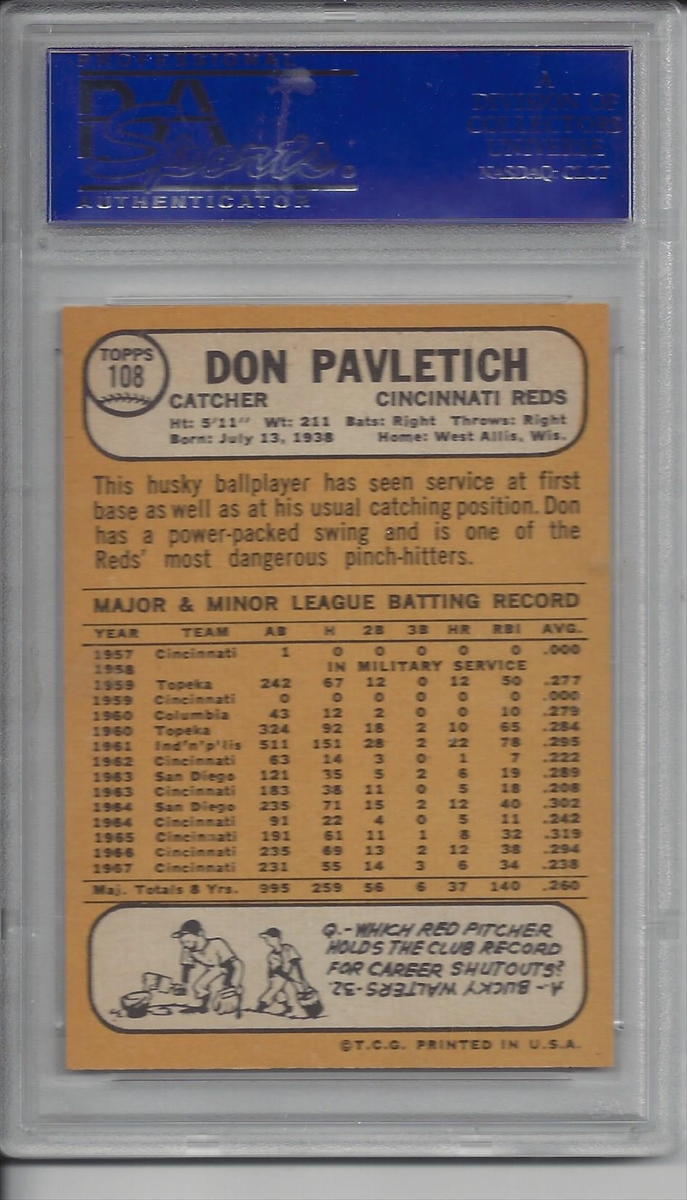 PROFESSIONAL
PSA
Sports
AUTHENTICATOR
A
DIVISION OF
COLLECTORS
UNIVERSE
NASDAQ: CLCT
TOPPS
108
DON PAVLETICH
CATCHER CINCINNATI REDS
Ht: 5'11" Wt: 211 Bats: Right Throws: Right
Born: July 13, 1938 Home: West Allis, Wis.
This husky ballplayer has seen service at first
base as well as at his usual catching position. Don
has a power-packed swing and is one of the
Reds' most dangerous pinch-hitters.
MAJOR & MINOR LEAGUE BATTING RECORD
YEAR TEAM AB H 2B 3B HR RBI AVG.
1957 Cincinnati 1 0 0 0 0 0 .000
1958 IN MILITARY SERVICE
1959 Topeka 242 67 12 0 12 50 .277
1959 Cincinnati 0 0 0 0 0 0 .000
1960 Columbia 43 12 2 0 0 10 .279
1960 Topeka 324 92 18 2 10 65 .284
1961 Ind'n'p'lis 511 151 28 2 22 78 .295
1962 Cincinnati 63 14 3 0 1 7 .222
1963 San Diego 121 35 5 2 6 19 .289
1963 Cincinnati 183 38 11 0 5 18 .208
1964 San Diego 235 71 15 2 12 40 .302
1964 Cincinnati 91 22 4 0 5 11 .242
1965 Cincinnati 191 61 11 1 8 32 .319
1966 Cincinnati 235 69 13 2 12 38 .294
1967 Cincinnati 231 55 14 3 6 34 .238
Maj. Totals 8 Yrs. 995 259 56 6 37 140 .260
Q.-WHICH RED PITCHER
HOLDS THE CLUB RECORD
FOR CAREER SHUTOUTS?
A-BUCKY WALTERS-32.
©T.C.G. PRINTED IN U.S.A.